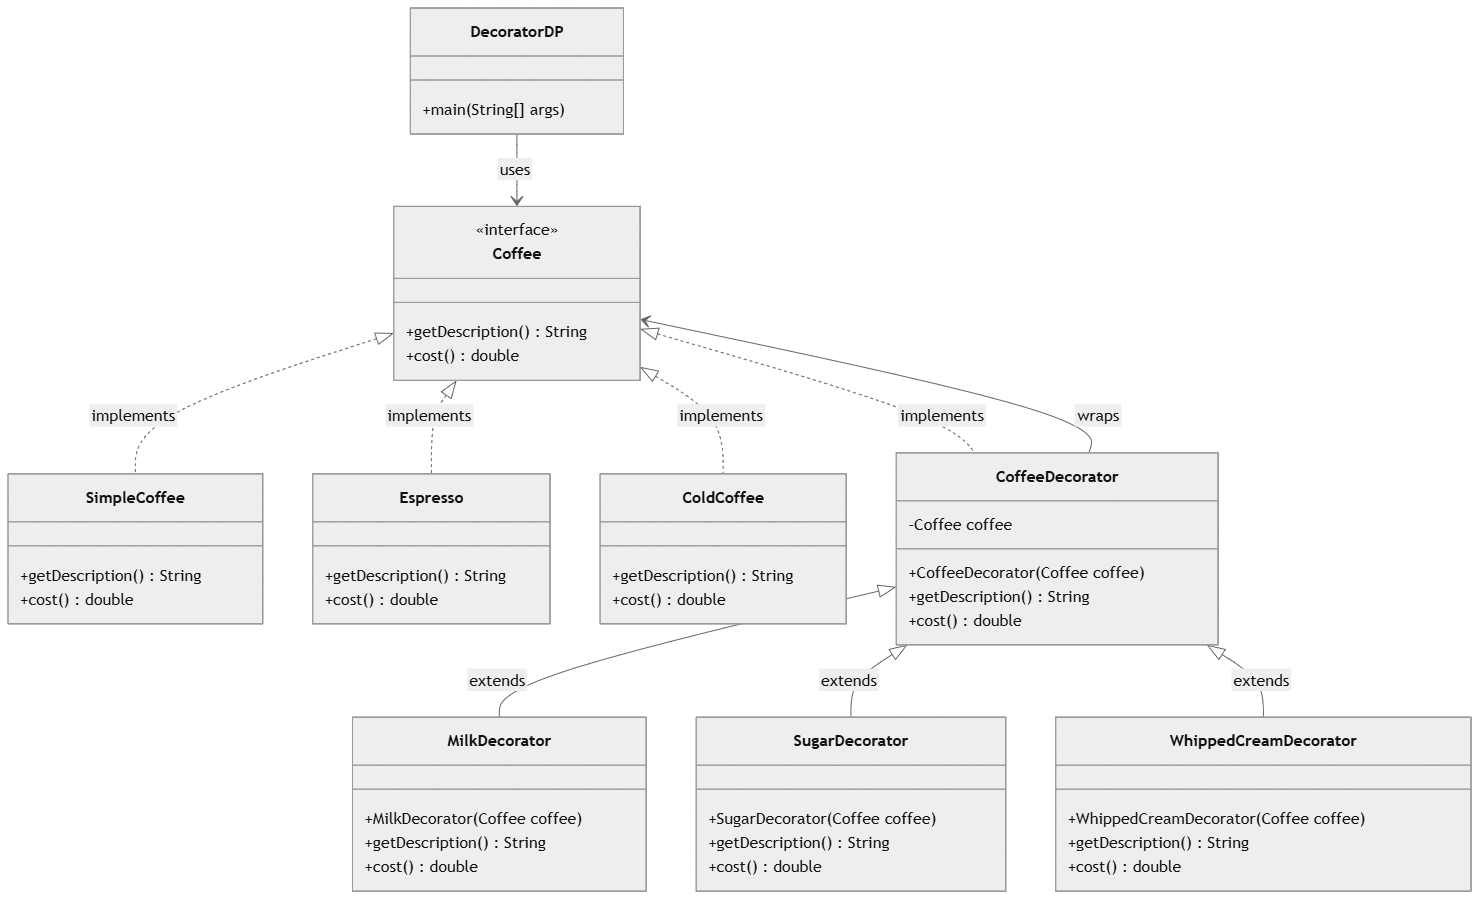 DecoratorDP
+main(String[] args)
uses
«interface»
Coffee
+getDescription() : String
+cost() : double
implements
implements
implements
implements
wraps
SimpleCoffee
+getDescription() : String
+cost() : double
Espresso
+getDescription() : String
+cost() : double
ColdCoffee
+getDescription() : String
+cost() : double
CoffeeDecorator
-Coffee coffee
+CoffeeDecorator(Coffee coffee)
+getDescription() : String
+cost() : double
extends
extends
extends
MilkDecorator
+MilkDecorator(Coffee coffee)
+getDescription() : String
+cost() : double
SugarDecorator
+SugarDecorator(Coffee coffee)
+getDescription() : String
+cost() : double
WhippedCreamDecorator
+WhippedCreamDecorator(Coffee coffee)
+getDescription() : String
+cost() : double